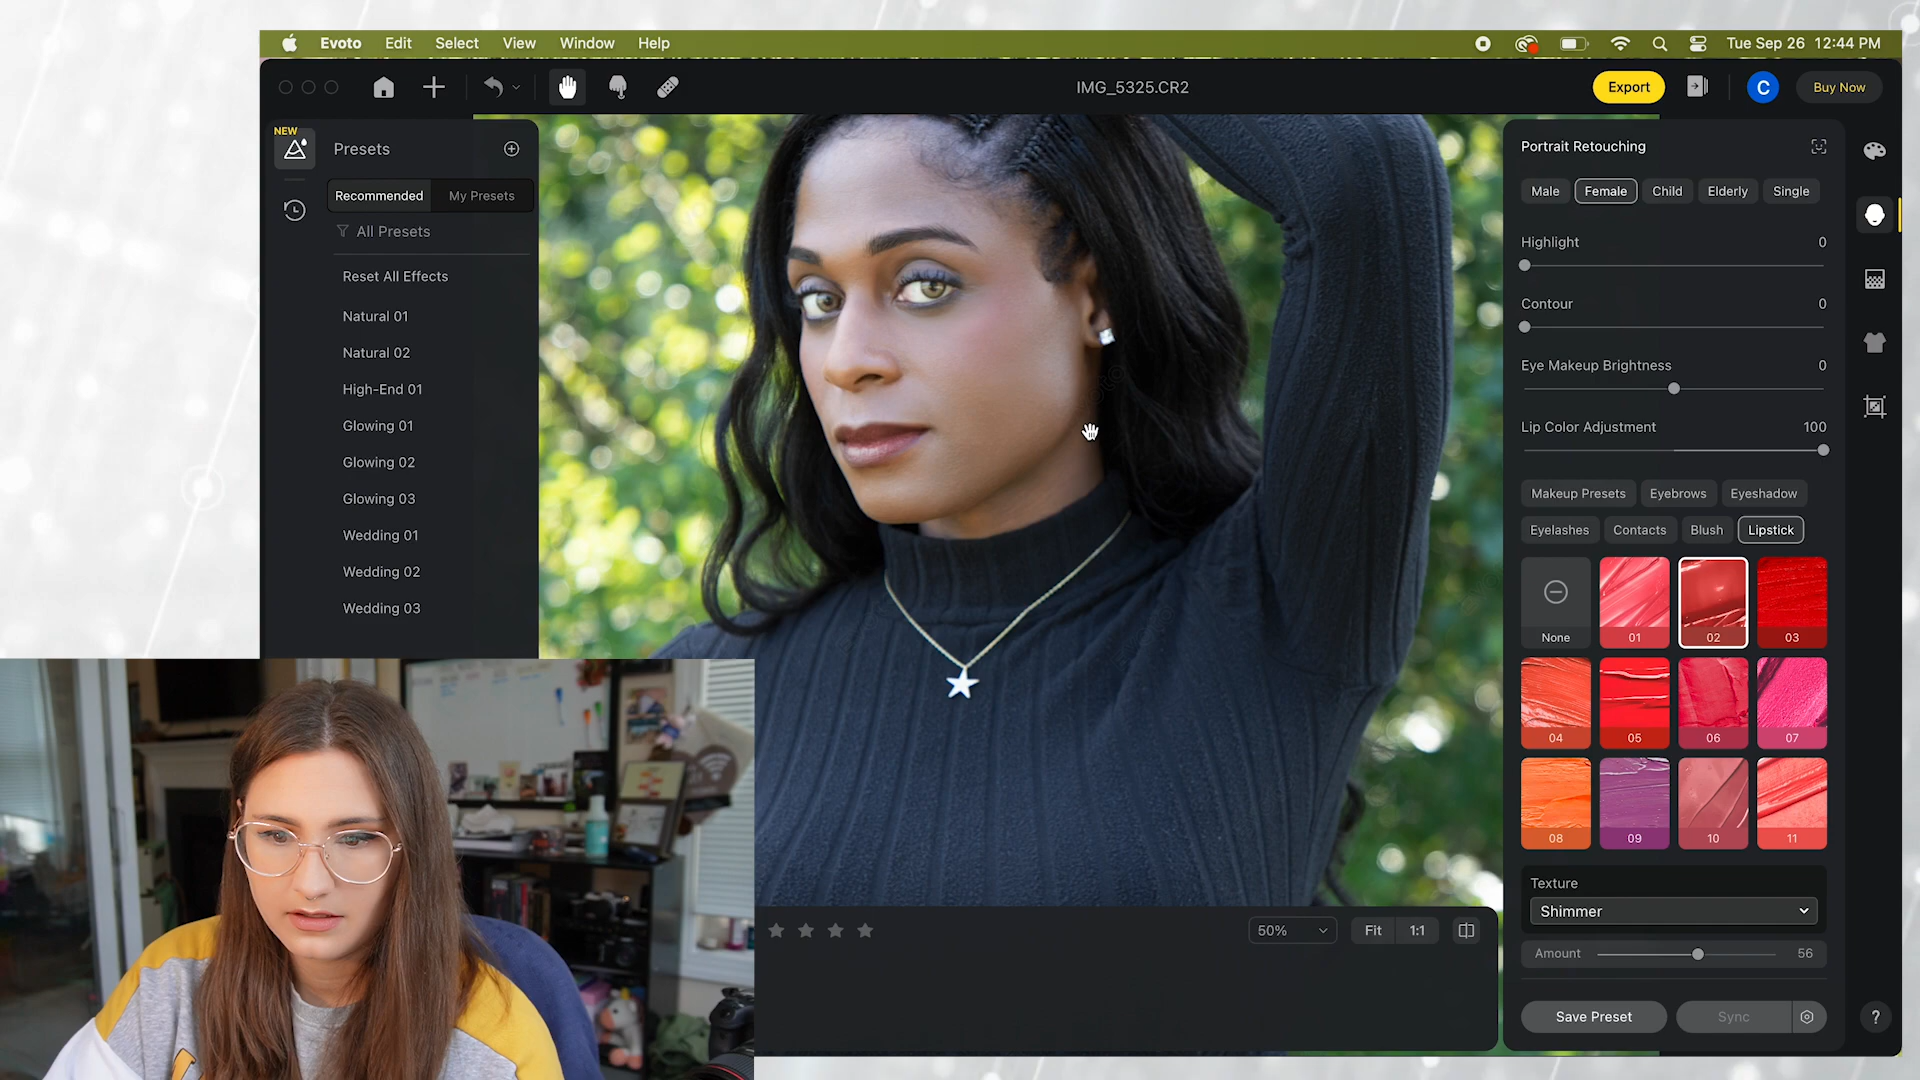 Evoto Edit Select View Window Help Tue Sep 26 12:44 PM
IMG_5325.CR2 Export C Buy Now
NEW
Presets
Recommended My Presets
All Presets
Reset All Effects
Natural 01
Natural 02
High-End 01
Glowing 01
Glowing 02
Glowing 03
Wedding 01
Wedding 02
Wedding 03
Portrait Retouching
Male Female Child Elderly Single
Highlight 0
Contour 0
Eye Makeup Brightness 0
Lip Color Adjustment 100
Makeup Presets Eyebrows Eyeshadow
Eyelashes Contacts Blush Lipstick
None 01 02 03
04 05 06 07
08 09 10 11
Texture
Shimmer
Amount 56
50% Fit 1:1
Save Preset Sync ?